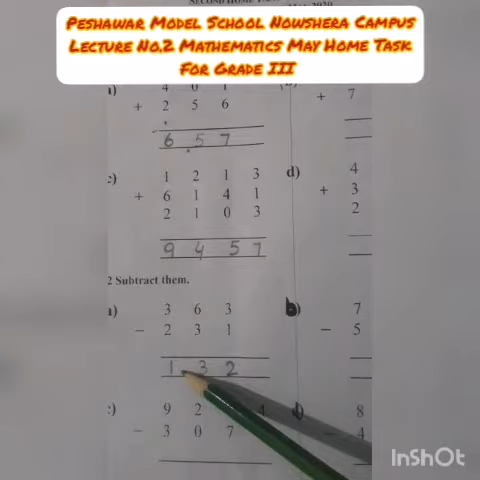 Peshawar Model School Nowshera Campus
Lecture No.2 Mathematics May Home Task
For Grade III
+ 2 5 6
6 5 7
+ 7
c) 1 2 1 3
+ 6 1 4 1
2 1 0 3
9 4 5 7
d) 4
+ 3
2
2 Subtract them.
a) 3 6 3
- 2 3 1
1 3 2
b) 7
- 5
c) 9 2 4
- 3 0 7
8
- 4
InShOt